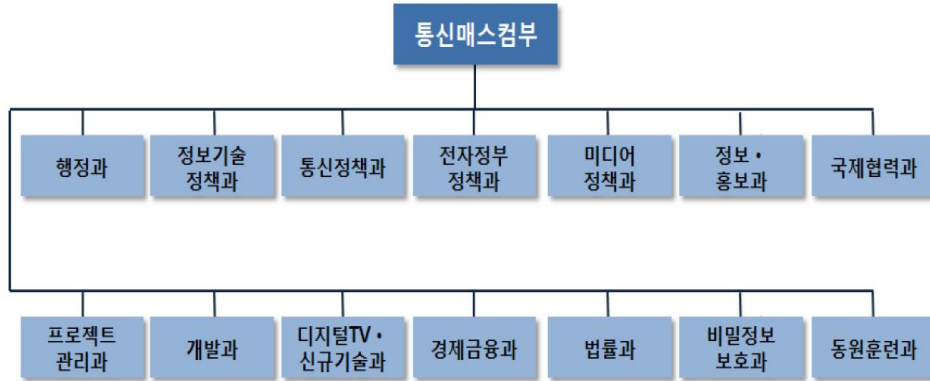 통신매스컴부
행정과
정보기술
정책과
통신정책과
전자정부
정책과
미디어
정책과
정보·
홍보과
국제협력과
프로젝트
관리과
개발과
디지털TV·
신규기술과
경제금융과
법률과
비밀정보
보호과
동원훈련과